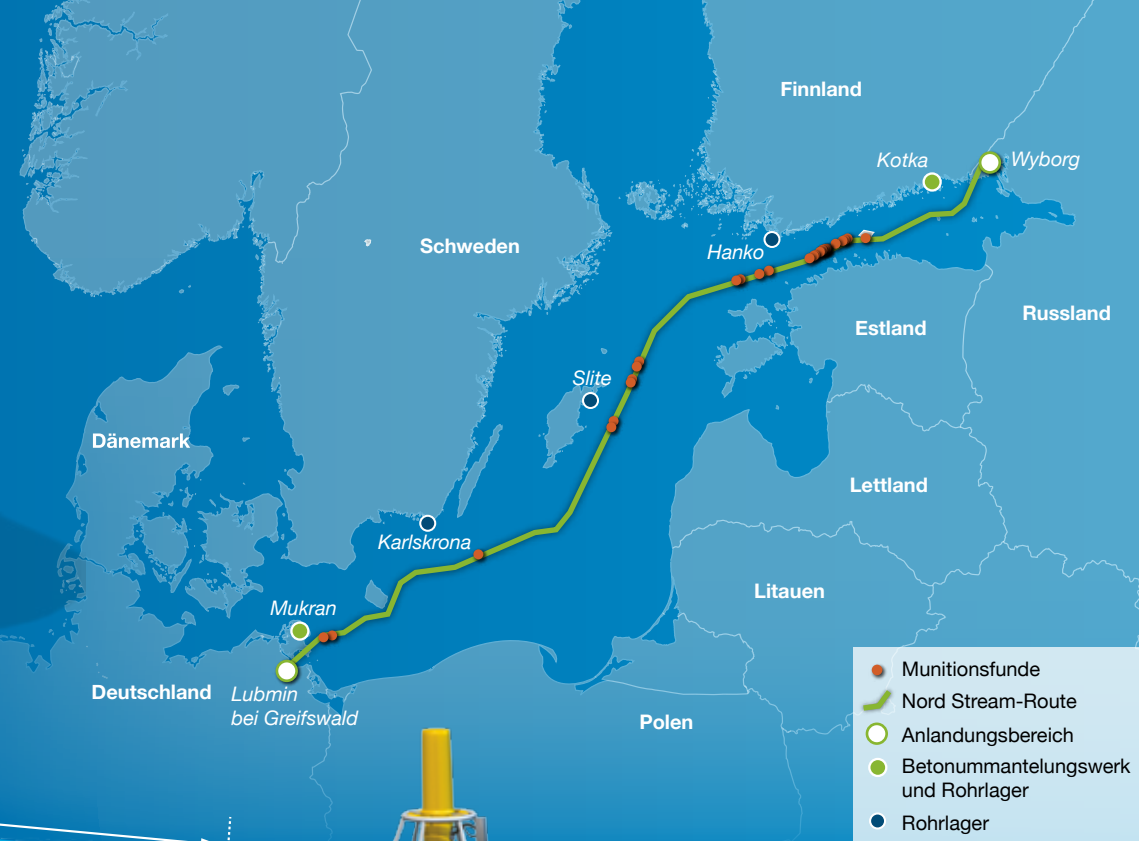 Finnland
Kotka
Wyborg
Schweden
Hanko
Russland
Estland
Slite
Dänemark
Lettland
Karlskrona
Litauen
Mukran
Deutschland
Lubmin
bei Greifswald
Polen
Munitionsfunde
Nord Stream-Route
Anlandungsbereich
Betonummantelungswerk
und Rohrlager
Rohrlager